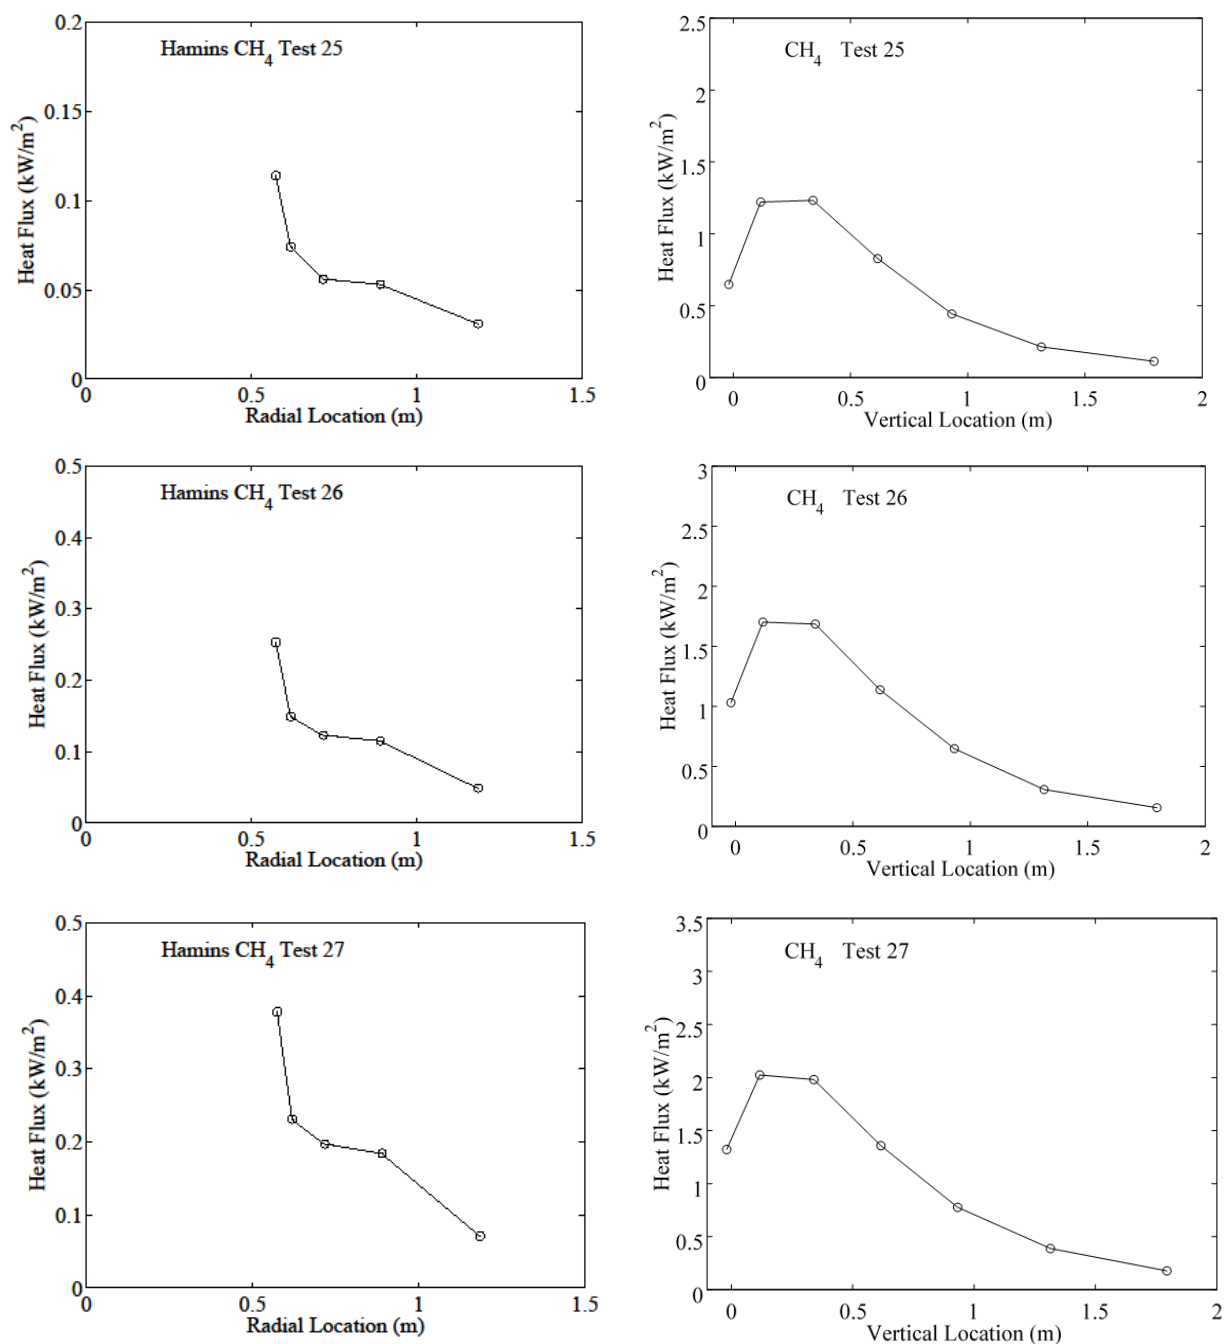 Hamins CH4 Test 25
Heat Flux (kW/m2)
0.2
0.15
0.1
0.05
0
0 0.5 1 1.5
Radial Location (m)
CH4 Test 25
Heat Flux (kW/m2)
2.5
2
1.5
1
0.5
0
0 0.5 1 1.5 2
Vertical Location (m)
Hamins CH4 Test 26
Heat Flux (kW/m2)
0.5
0.4
0.3
0.2
0.1
0
0 0.5 1 1.5
Radial Location (m)
CH4 Test 26
Heat Flux (kW/m2)
3
2.5
2
1.5
1
0.5
0
0 0.5 1 1.5 2
Vertical Location (m)
Hamins CH4 Test 27
Heat Flux (kW/m2)
0.5
0.4
0.3
0.2
0.1
0
0 0.5 1 1.5
Radial Location (m)
CH4 Test 27
Heat Flux (kW/m2)
3.5
3
2.5
2
1.5
1
0.5
0
0 0.5 1 1.5 2
Vertical Location (m)